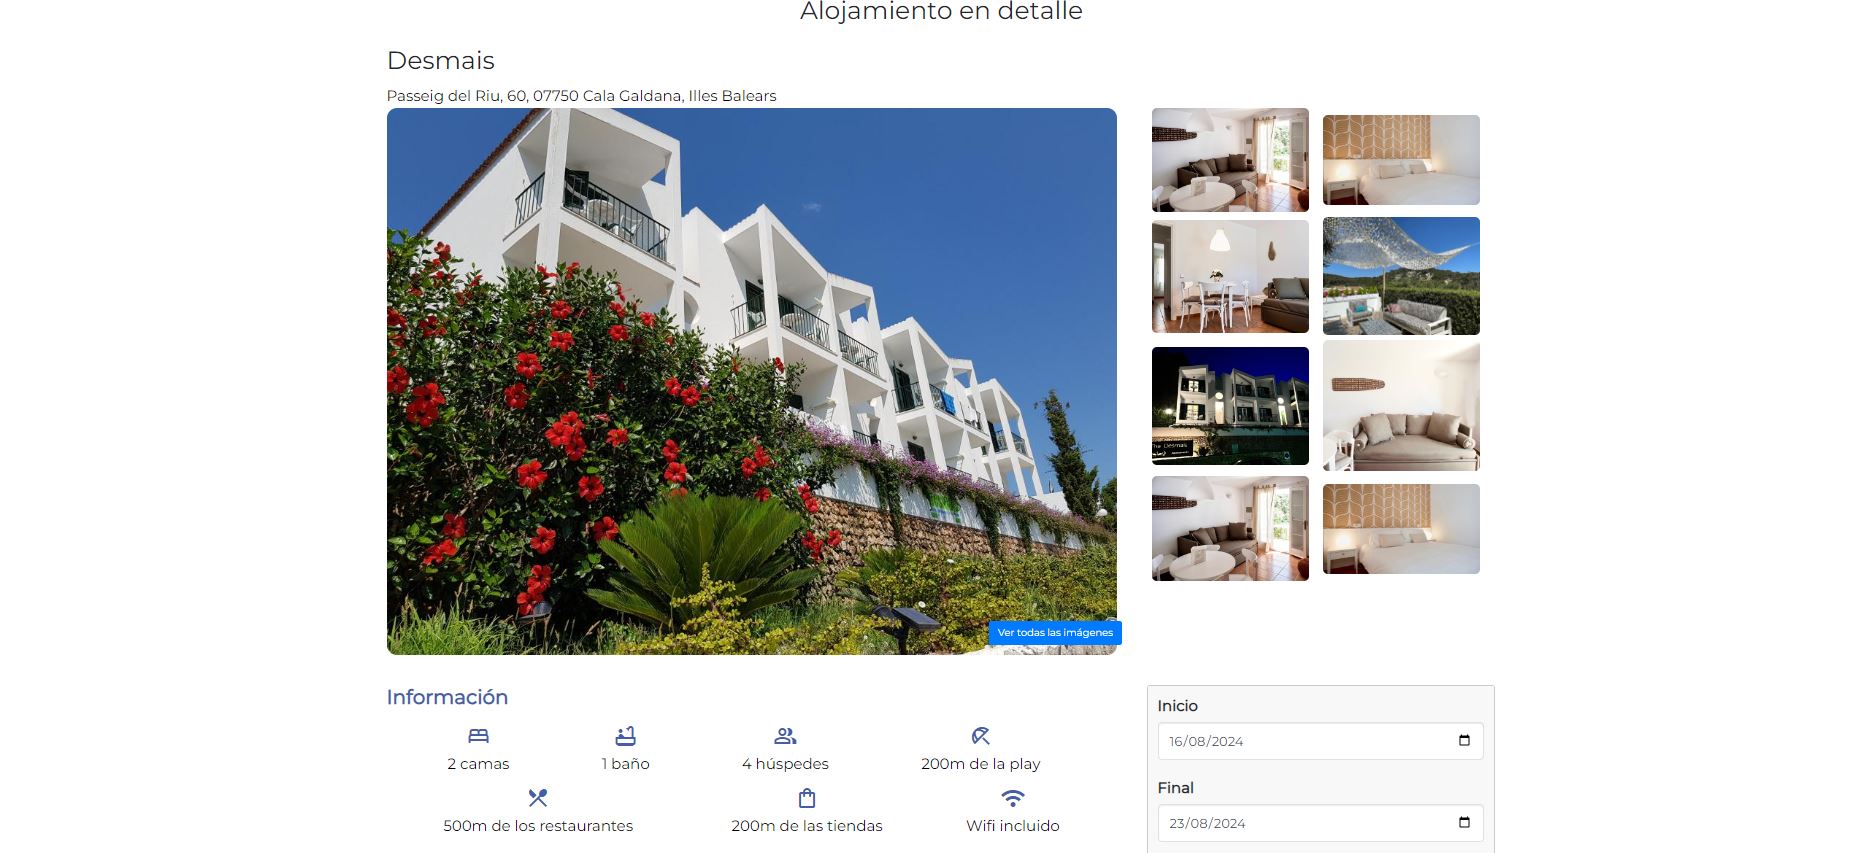 Alojamiento en detalle
Desmais
Passeig del Riu, 60, 07750 Cala Galdana, Illes Balears
Ver todas las imágenes
Información
2 camas
1 baño
4 húspedes
200m de la play
500m de los restaurantes
200m de las tiendas
Wifi incluido
Inicio
16/08/2024
Final
23/08/2024